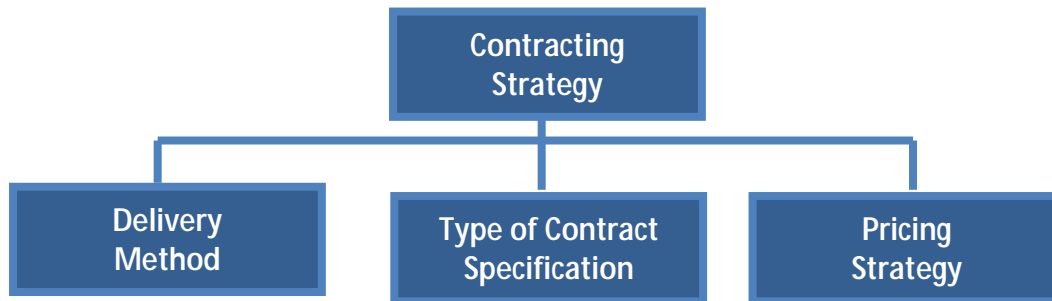 Contracting
Strategy
Delivery
Method
Type of Contract
Specification
Pricing
Strategy